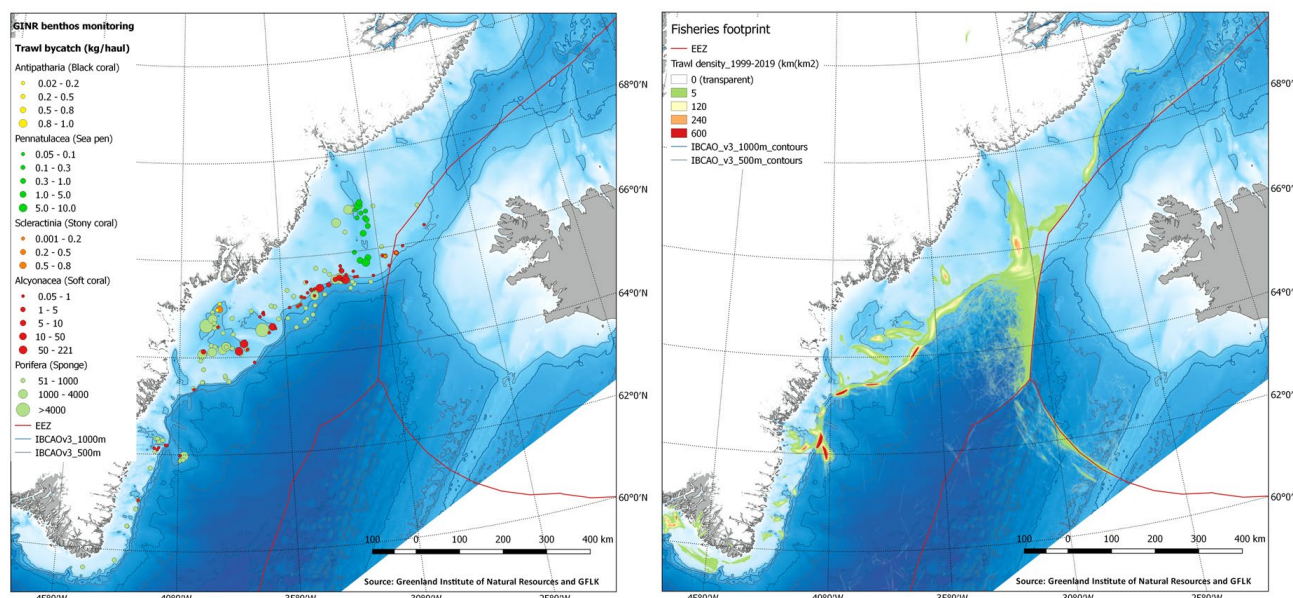 GINR benthos monitoring
Trawl bycatch (kg/haul)
Antipatharia (Black coral)
0.02 - 0.2
0.2 - 0.5
0.5 - 0.8
0.8 - 1.0
Pennatulacea (Sea pen)
0.05 - 0.1
0.1 - 0.3
0.3 - 1.0
1.0 - 5.0
5.0 - 10.0
Scleractinia (Stony coral)
0.001 - 0.2
0.2 - 0.5
0.5 - 0.8
Alcyonacea (Soft coral)
0.05 - 1
1 - 5
5 - 10
10 - 50
50 - 221
Porifera (Sponge)
51 - 1000
1000 - 4000
>4000
EEZ
IBCAOv3_1000m
IBCAOv3_500m
68°0'N
66°0'N
64°0'N
62°0'N
60°0'N
100 0 100 200 300 400 km
Source: Greenland Institute of Natural Resources and GFLK
Fisheries footprint
EEZ
Trawl density_1999-2019 (km(km2)
0 (transparent)
5
120
240
600
IBCAO_v3_1000m_contours
IBCAO_v3_500m_contours
68°0'N
66°0'N
64°0'N
62°0'N
60°0'N
100 0 100 200 300 400 km
Source: Greenland Institute of Natural Resources and GFLK